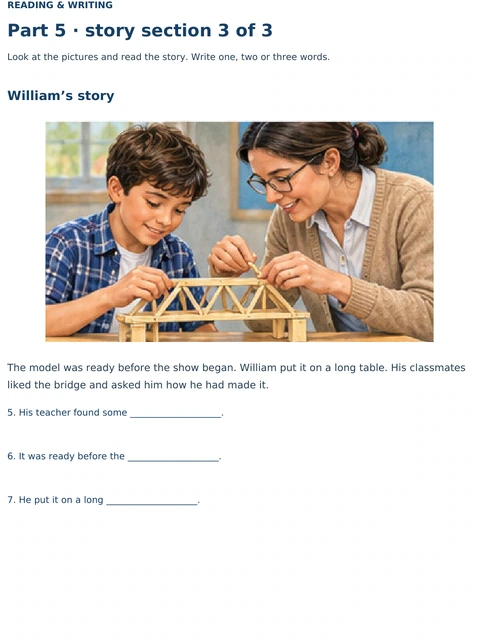 READING & WRITING
Part 5 · story section 3 of 3
Look at the pictures and read the story. Write one, two or three words.
William’s story
The model was ready before the show began. William put it on a long table. His classmates
liked the bridge and asked him how he had made it.
5. His teacher found some ____________________.
6. It was ready before the ____________________.
7. He put it on a long ____________________.